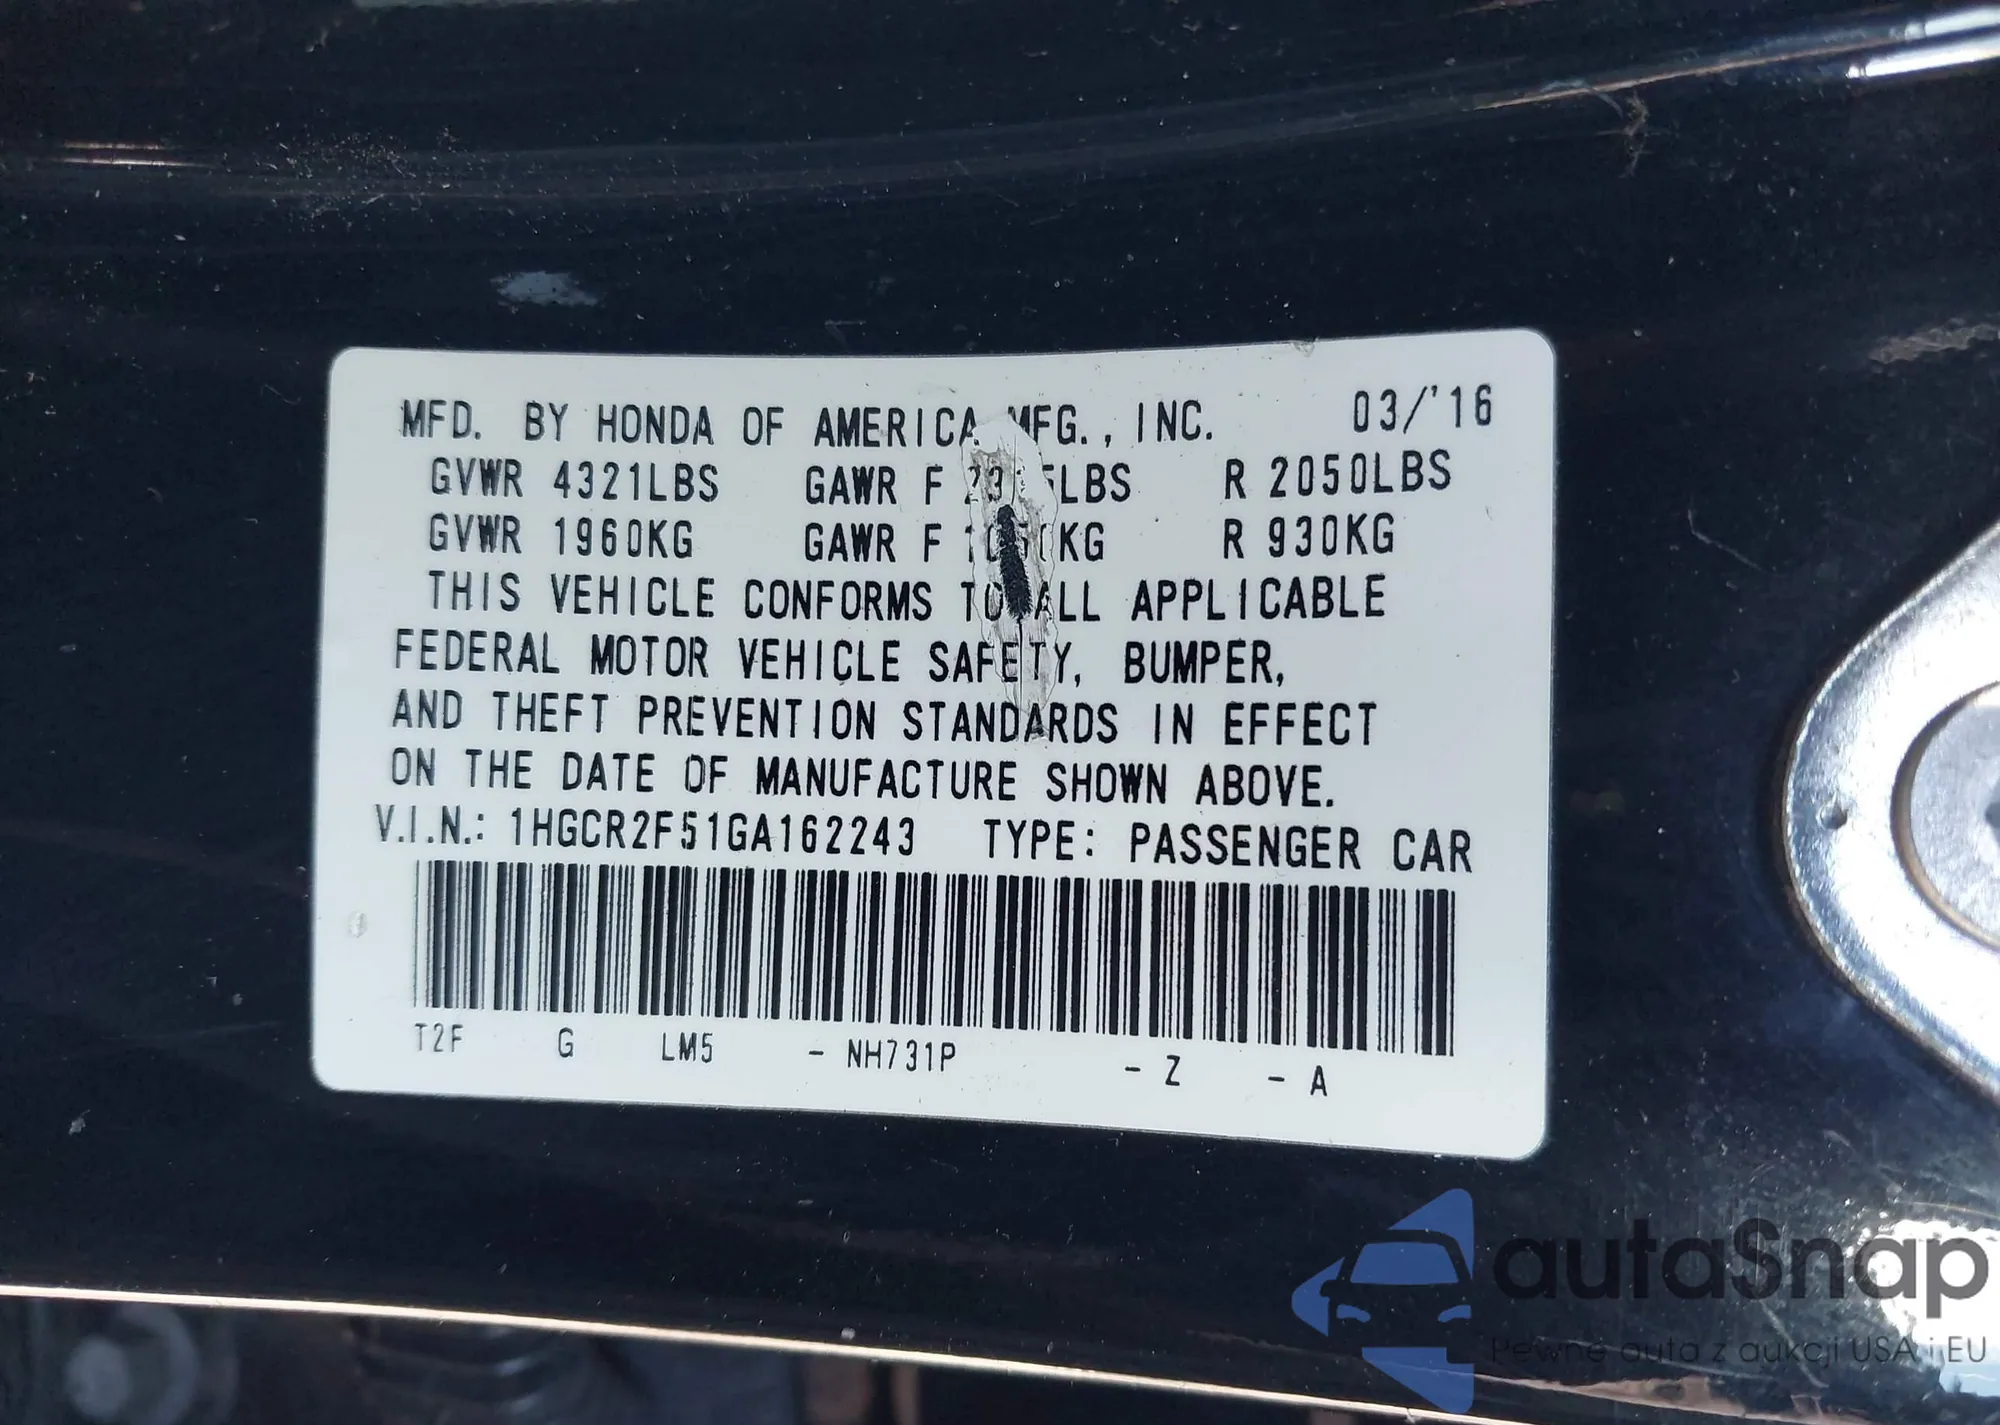 MFD. BY HONDA OF AMERICA MFG., INC. 03/'16
GVWR 4321LBS GAWR F LBS R 2050LBS
GVWR 1960KG GAWR F KG R 930KG
THIS VEHICLE CONFORMS TO ALL APPLICABLE
FEDERAL MOTOR VEHICLE SAFETY, BUMPER,
AND THEFT PREVENTION STANDARDS IN EFFECT
ON THE DATE OF MANUFACTURE SHOWN ABOVE.
V.I.N.: 1HGCR2F51GA162243 TYPE: PASSENGER CAR
T2F G LM5 - NH731P - Z - A
autaSnap
Pewne auta z aukcji USA i EU